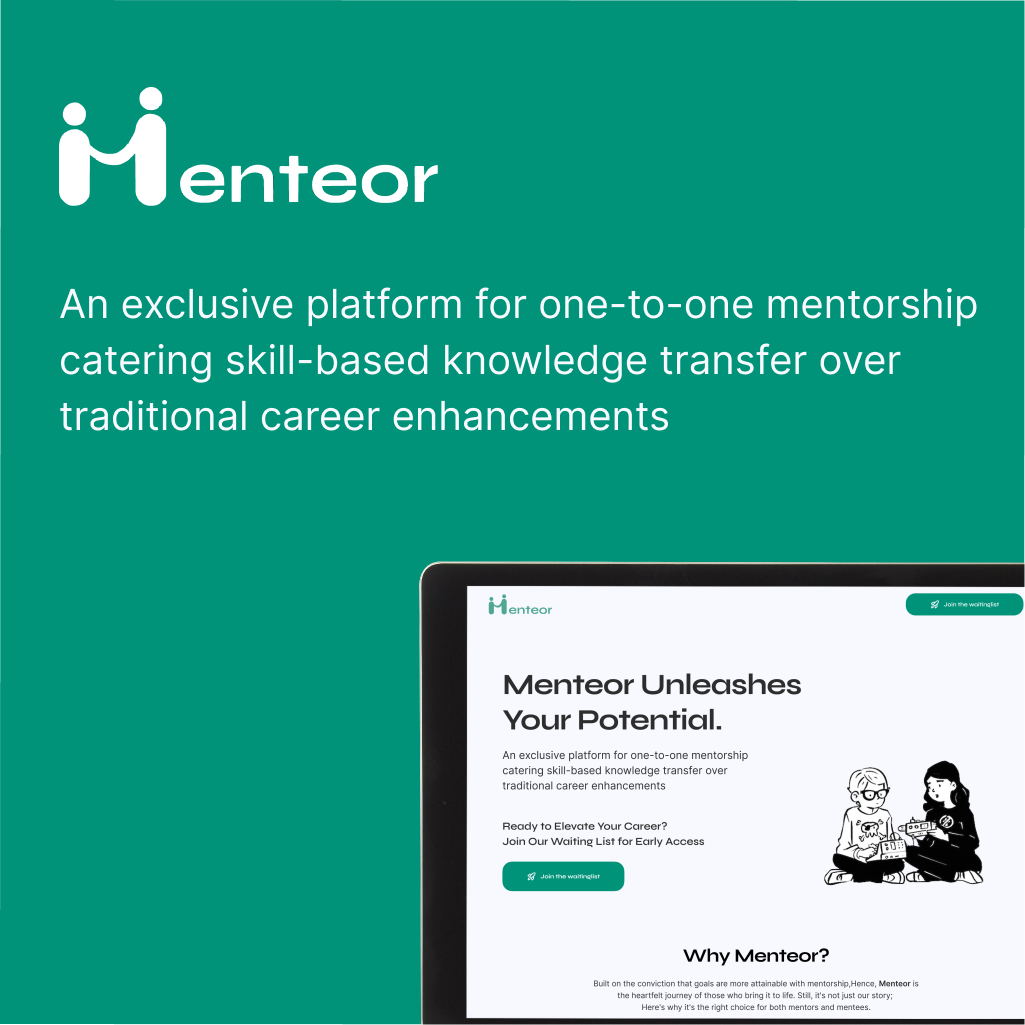 Menteor
An exclusive platform for one-to-one mentorship
catering skill-based knowledge transfer over
traditional career enhancements
Menteor
Join the waitinglist
Menteor Unleashes
Your Potential.
An exclusive platform for one-to-one mentorship
catering skill-based knowledge transfer over
traditional career enhancements
Ready to Elevate Your Career?
Join Our Waiting List for Early Access
Join the waitinglist
Why Menteor?
Built on the conviction that goals are more attainable with mentorship,Hence, Menteor is
the heartfelt journey of those who bring it to life. Still, it's not just our story;
Here's why it's the right choice for both mentors and mentees.